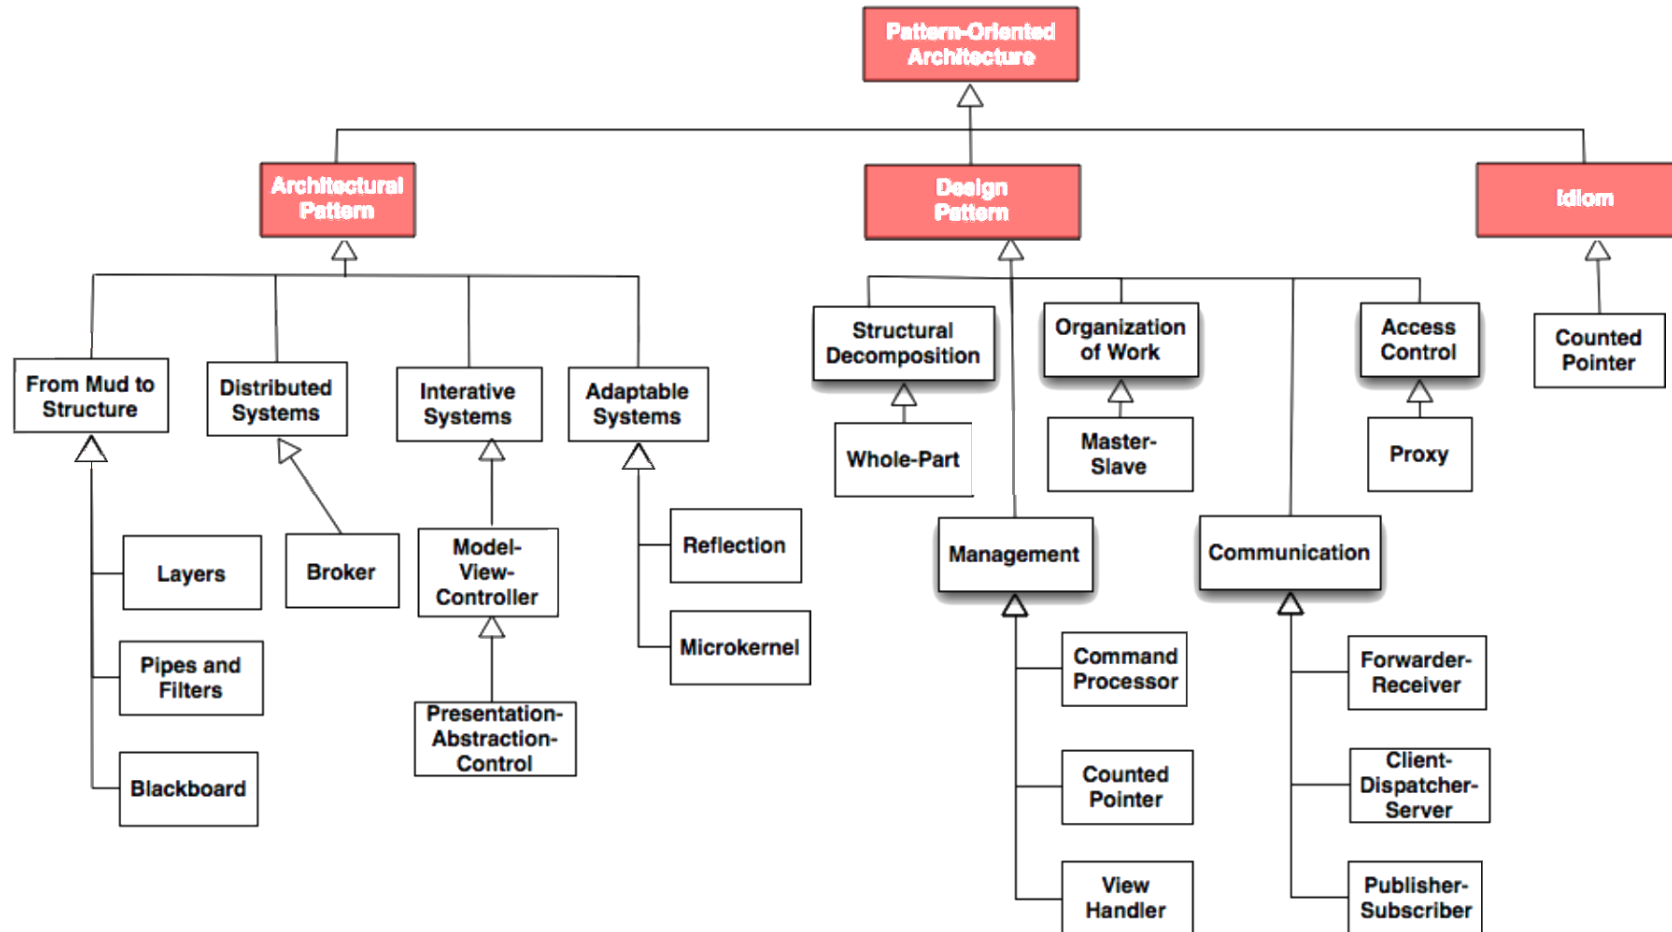 Pattern-Oriented
Architecture
Architectural
Pattern
Design
Pattern
Idiom
From Mud to
Structure
Distributed
Systems
Interative
Systems
Adaptable
Systems
Structural
Decomposition
Organization
of Work
Access
Control
Counted
Pointer
Whole-Part
Master-
Slave
Proxy
Layers
Broker
Model-
View-
Controller
Reflection
Management
Communication
Pipes and
Filters
Microkernel
Command
Processor
Forwarder-
Receiver
Presentation-
Abstraction-
Control
Blackboard
Counted
Pointer
Client-
Dispatcher-
Server
View
Handler
Publisher-
Subscriber